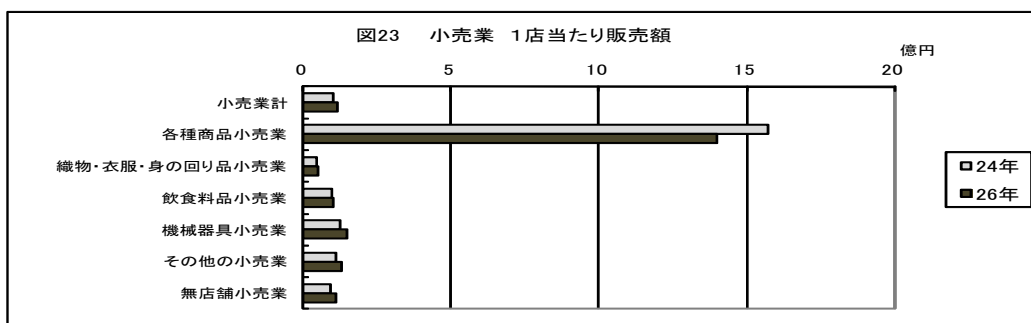 図23 小売業 1店当たり販売額
億円
0 5 10 15 20
小売業計
各種商品小売業
織物・衣服・身の回り品小売業
飲食料品小売業
機械器具小売業
その他の小売業
無店舗小売業
24年
26年